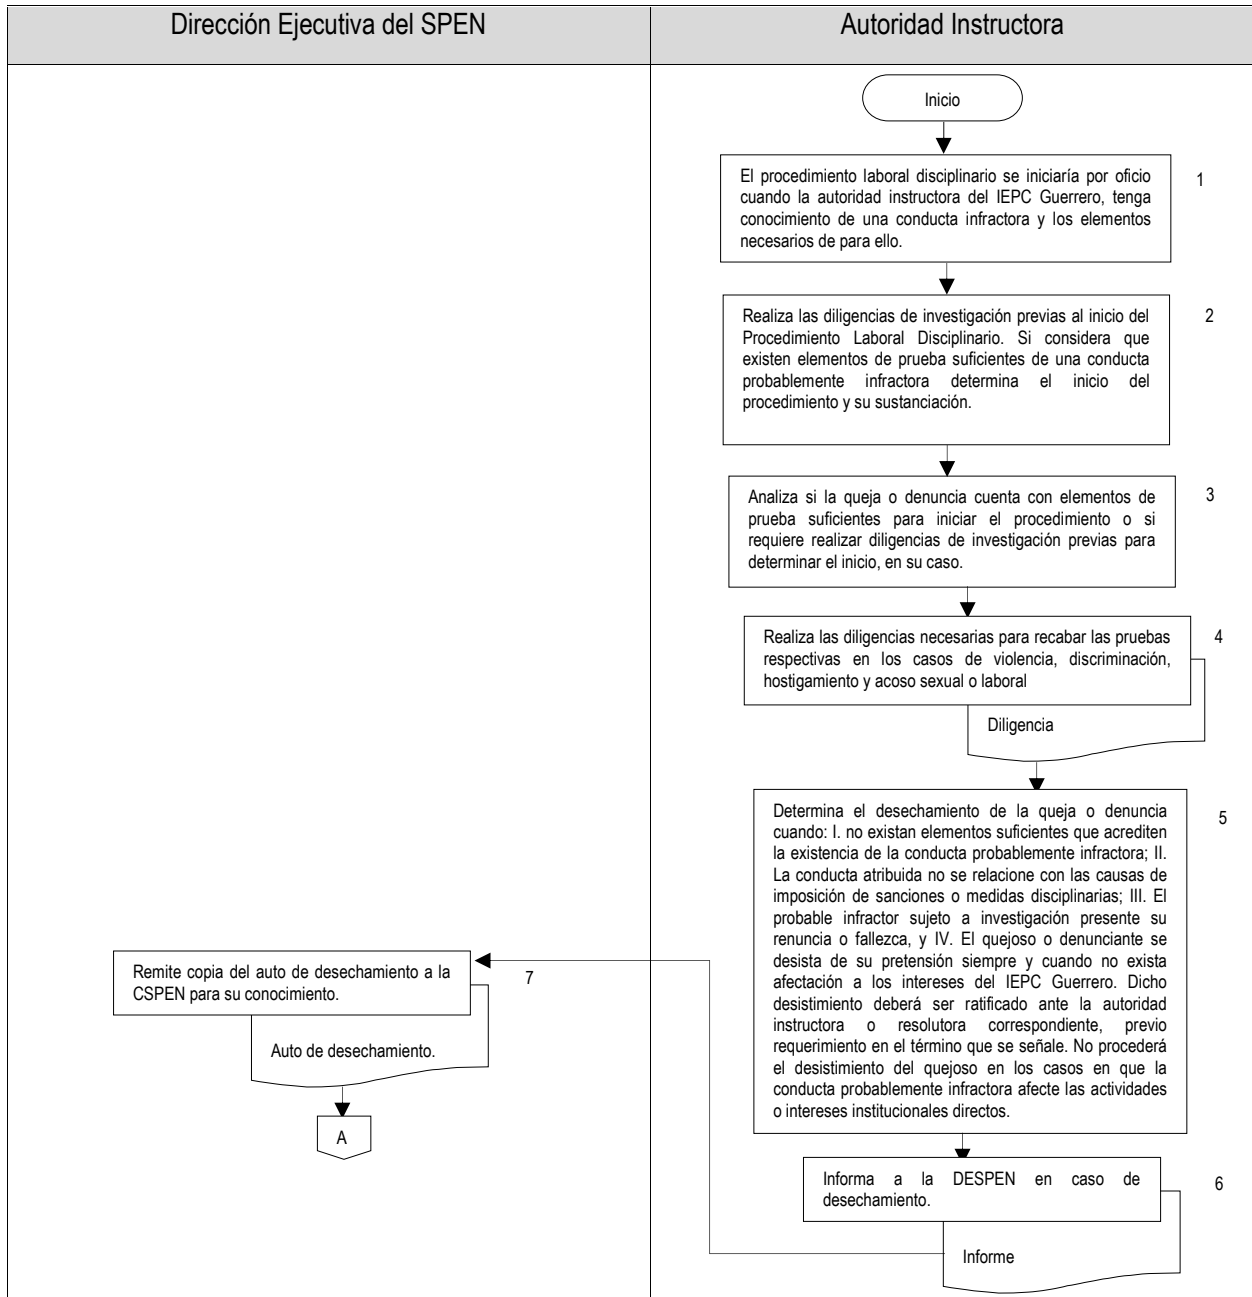 Dirección Ejecutiva del SPEN
Autoridad Instructora
Inicio
El procedimiento laboral disciplinario se iniciaría por oficio
cuando la autoridad instructora del IEPC Guerrero, tenga
conocimiento de una conducta infractora y los elementos
necesarios de para ello.
1
Realiza las diligencias de investigación previas al inicio del
Procedimiento Laboral Disciplinario. Si considera que
existen elementos de prueba suficientes de una conducta
probablemente infractora determina el inicio del
procedimiento y su sustanciación.
2
Analiza si la queja o denuncia cuenta con elementos de
prueba suficientes para iniciar el procedimiento o si
requiere realizar diligencias de investigación previas para
determinar el inicio, en su caso.
3
Realiza las diligencias necesarias para recabar las pruebas
respectivas en los casos de violencia, discriminación,
hostigamiento y acoso sexual o laboral
4
Diligencia
Determina el desechamiento de la queja o denuncia
cuando: I. no existan elementos suficientes que acrediten
la existencia de la conducta probablemente infractora; II.
La conducta atribuida no se relacione con las causas de
imposición de sanciones o medidas disciplinarias; III. El
probable infractor sujeto a investigación presente su
renuncia o fallezca, y IV. El quejoso o denunciante se
desista de su pretensión siempre y cuando no exista
afectación a los intereses del IEPC Guerrero. Dicho
desistimiento deberá ser ratificado ante la autoridad
instructora o resolutora correspondiente, previo
requerimiento en el término que se señale. No procederá
el desistimiento del quejoso en los casos en que la
conducta probablemente infractora afecte las actividades
o intereses institucionales directos.
5
Informa a la DESPEN en caso de
desechamiento.
6
Informe
Remite copia del auto de desechamiento a la
CSPEN para su conocimiento.
7
Auto de desechamiento.
A